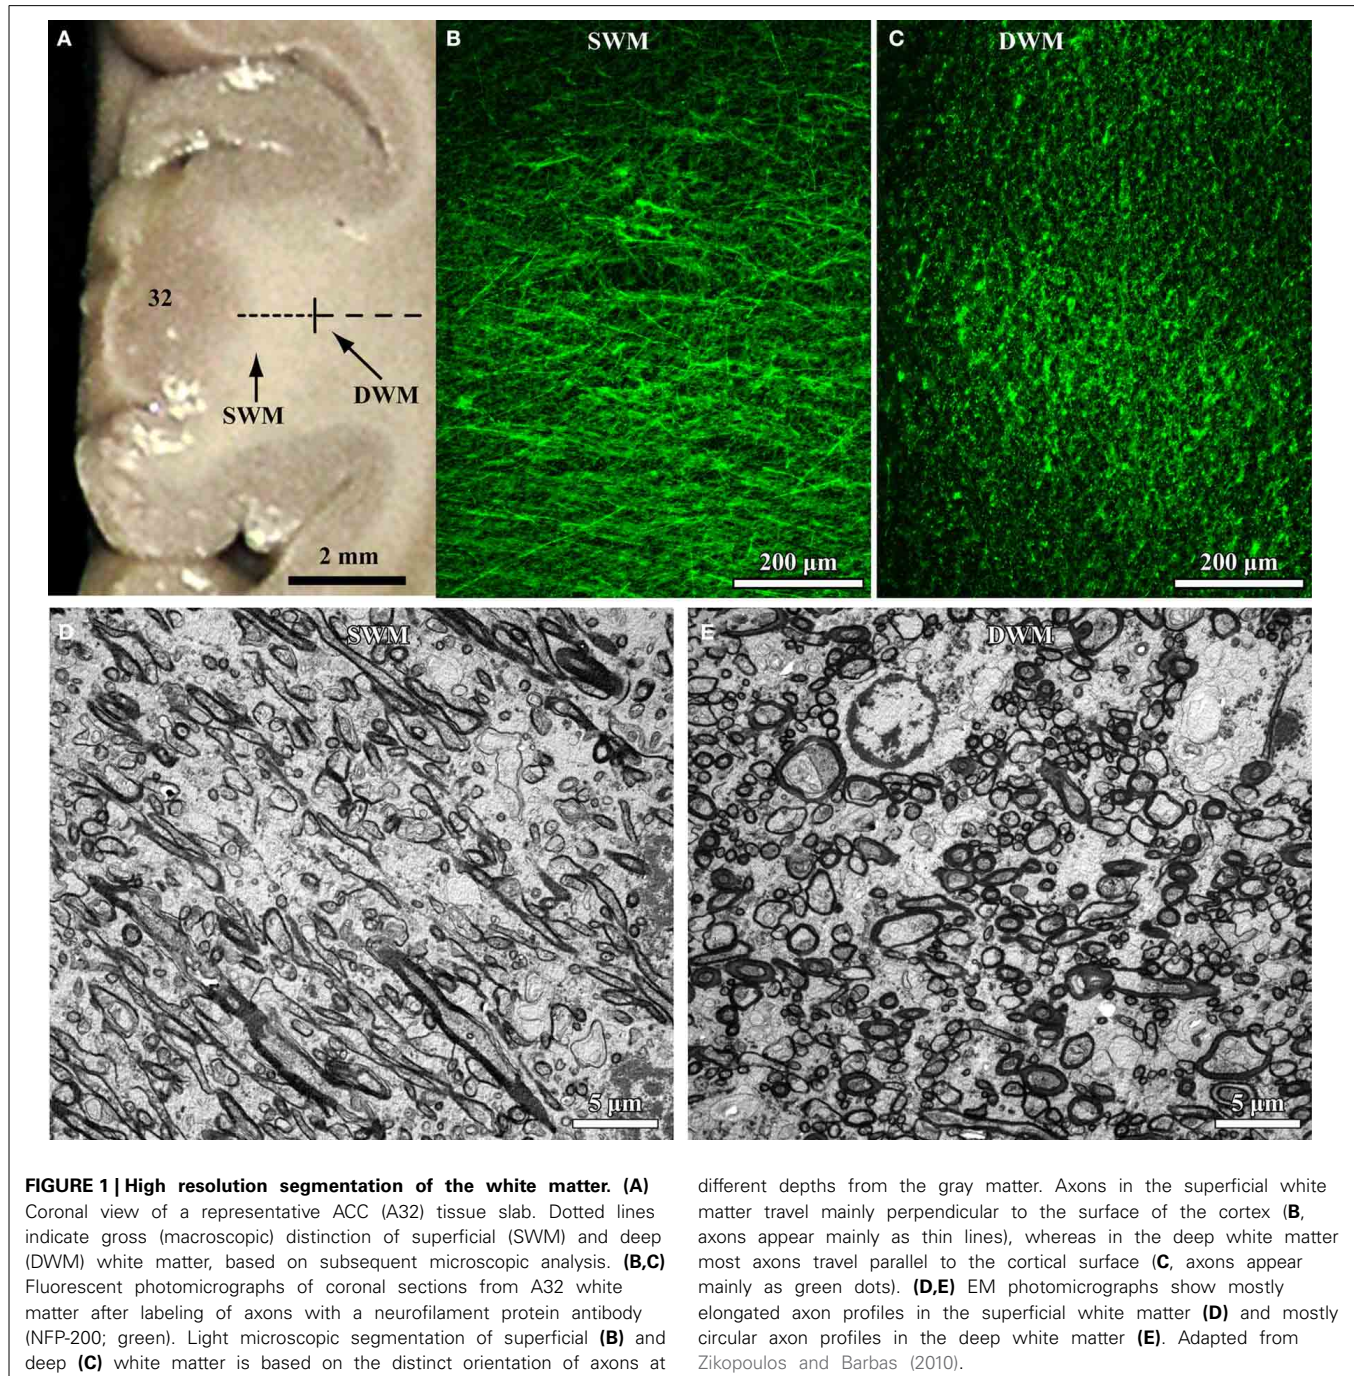 A
32
SWM
DWM
2 mm
B
SWM
200 µm
C
DWM
200 µm
D
SWM
5 µm
E
DWM
5 µm
FIGURE 1 | High resolution segmentation of the white matter. (A)
Coronal view of a representative ACC (A32) tissue slab. Dotted lines
indicate gross (macroscopic) distinction of superficial (SWM) and deep
(DWM) white matter, based on subsequent microscopic analysis. (B,C)
Fluorescent photomicrographs of coronal sections from A32 white
matter after labeling of axons with a neurofilament protein antibody
(NFP-200; green). Light microscopic segmentation of superficial (B) and
deep (C) white matter is based on the distinct orientation of axons at
different depths from the gray matter. Axons in the superficial white
matter travel mainly perpendicular to the surface of the cortex (B,
axons appear mainly as thin lines), whereas in the deep white matter
most axons travel parallel to the cortical surface (C, axons appear
mainly as green dots). (D,E) EM photomicrographs show mostly
elongated axon profiles in the superficial white matter (D) and mostly
circular axon profiles in the deep white matter (E). Adapted from
Zikopoulos and Barbas (2010).